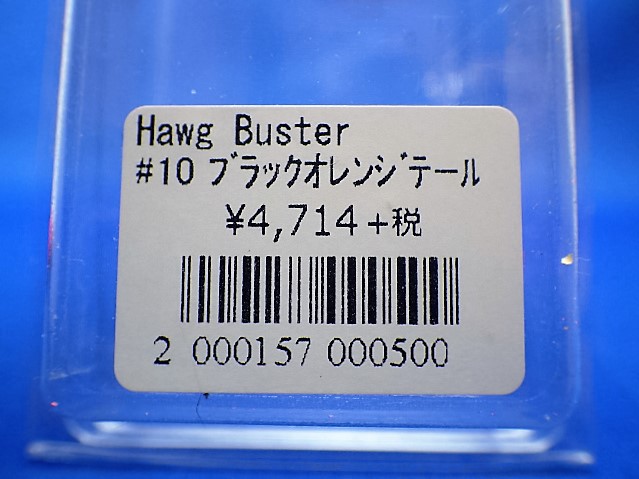 Hawg Buster
#10 ﾌﾞﾗｯｸｵﾚﾝｼﾞﾃｰﾙ
¥4,714+税
2 000157 000500